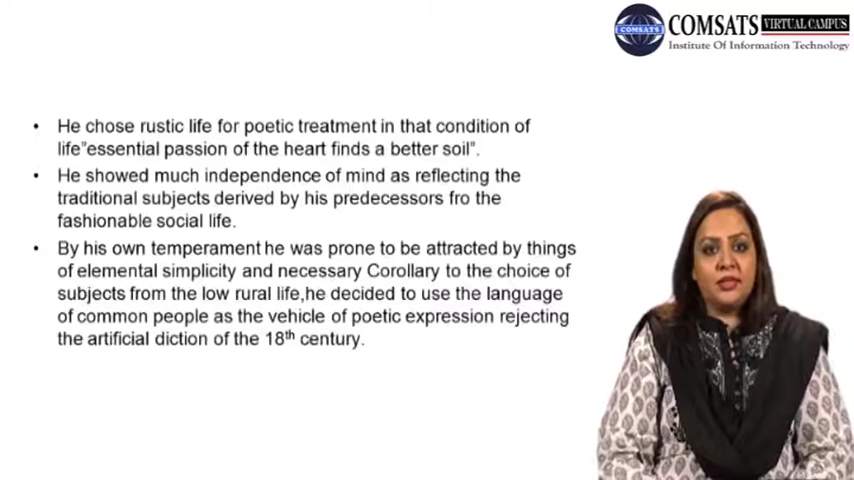 COMSATS
COMSATS VIRTUAL CAMPUS
Institute Of Information Technology
• He chose rustic life for poetic treatment in that condition of
life”essential passion of the heart finds a better soil”.
• He showed much independence of mind as reflecting the
traditional subjects derived by his predecessors fro the
fashionable social life.
• By his own temperament he was prone to be attracted by things
of elemental simplicity and necessary Corollary to the choice of
subjects from the low rural life,he decided to use the language
of common people as the vehicle of poetic expression rejecting
the artificial diction of the 18th century.